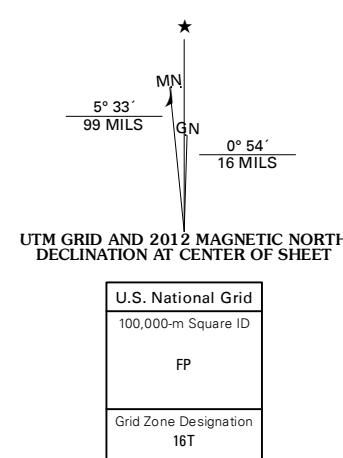 ★
MN
5° 33´
99 MILS
GN
0° 54´
16 MILS
UTM GRID AND 2012 MAGNETIC NORTH
DECLINATION AT CENTER OF SHEET
U.S. National Grid
100,000-m Square ID
FP
Grid Zone Designation
16T